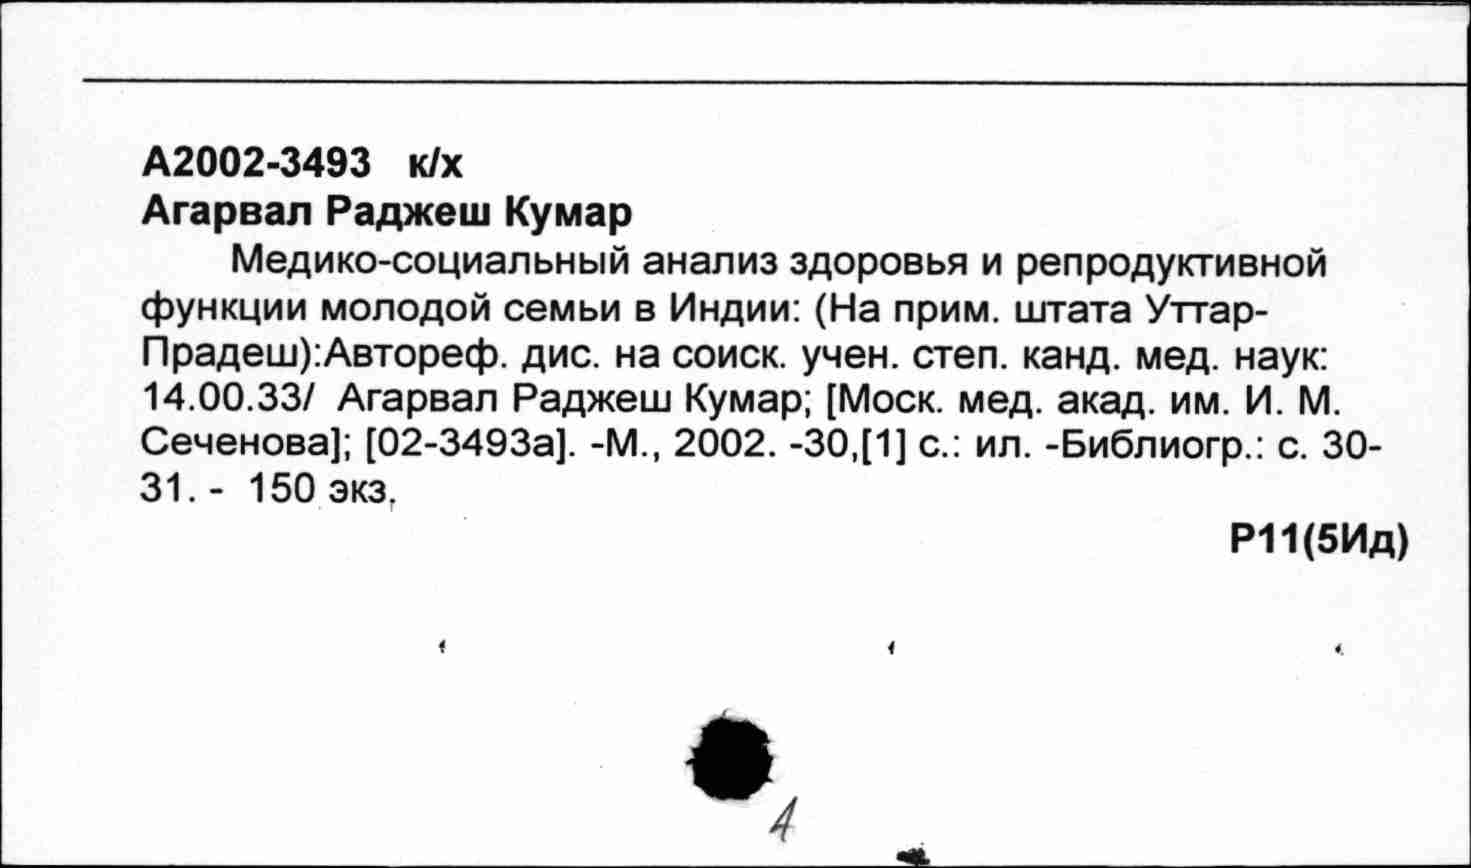 А2002-3493 к/х
Агарвал Раджеш Кумар
Медико-социальный анализ здоровья и репродуктивной
функции молодой семьи в Индии: (На прим. штата Уттар-
Прадеш):Автореф. дис. на соиск. учен. степ. канд. мед. наук:
14.00.33/ Агарвал Раджеш Кумар; [Моск. мед. акад. им. И. М.
Сеченова]; [02-3493а]. -М., 2002. -30,[1] с.: ил. -Библиогр.: с. 30-
31. - 150 экз.
Р11(5Ид)
4